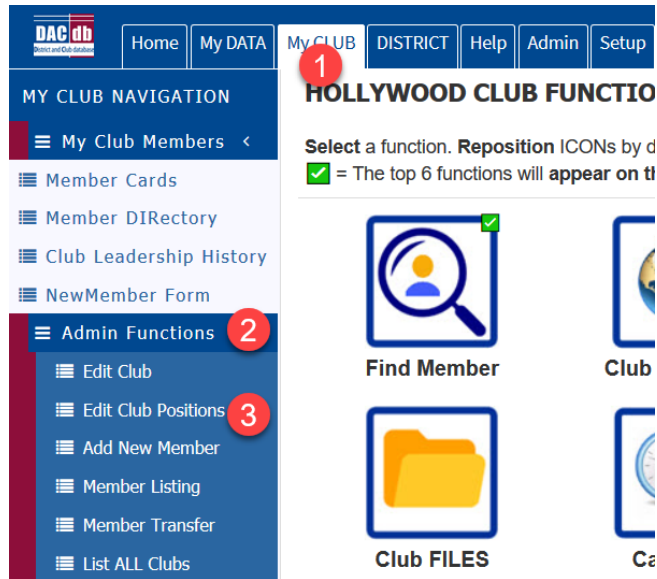 DAC db
District and Club database
Home
My DATA
My CLUB
DISTRICT
Help
Admin
Setup
1
MY CLUB NAVIGATION
My Club Members <
Member Cards
Member DIRectory
Club Leadership History
NewMember Form
Admin Functions 2
Edit Club
Edit Club Positions 3
Add New Member
Member Listing
Member Transfer
List ALL Clubs
HOLLYWOOD CLUB FUNCTIO
Select a function. Reposition ICONs by d
= The top 6 functions will appear on th
Find Member
Club
Club FILES
Ca